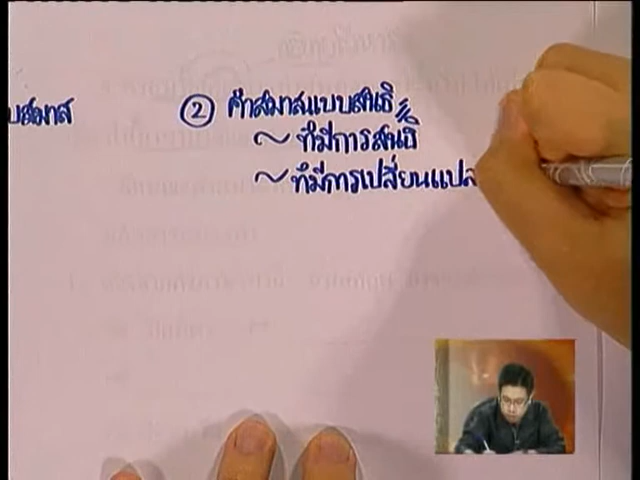 บสมาส
② คำสมาสแบบสนธิ
~ ที่มีการสนธิ
~ ที่มีการเปลี่ยนแปล